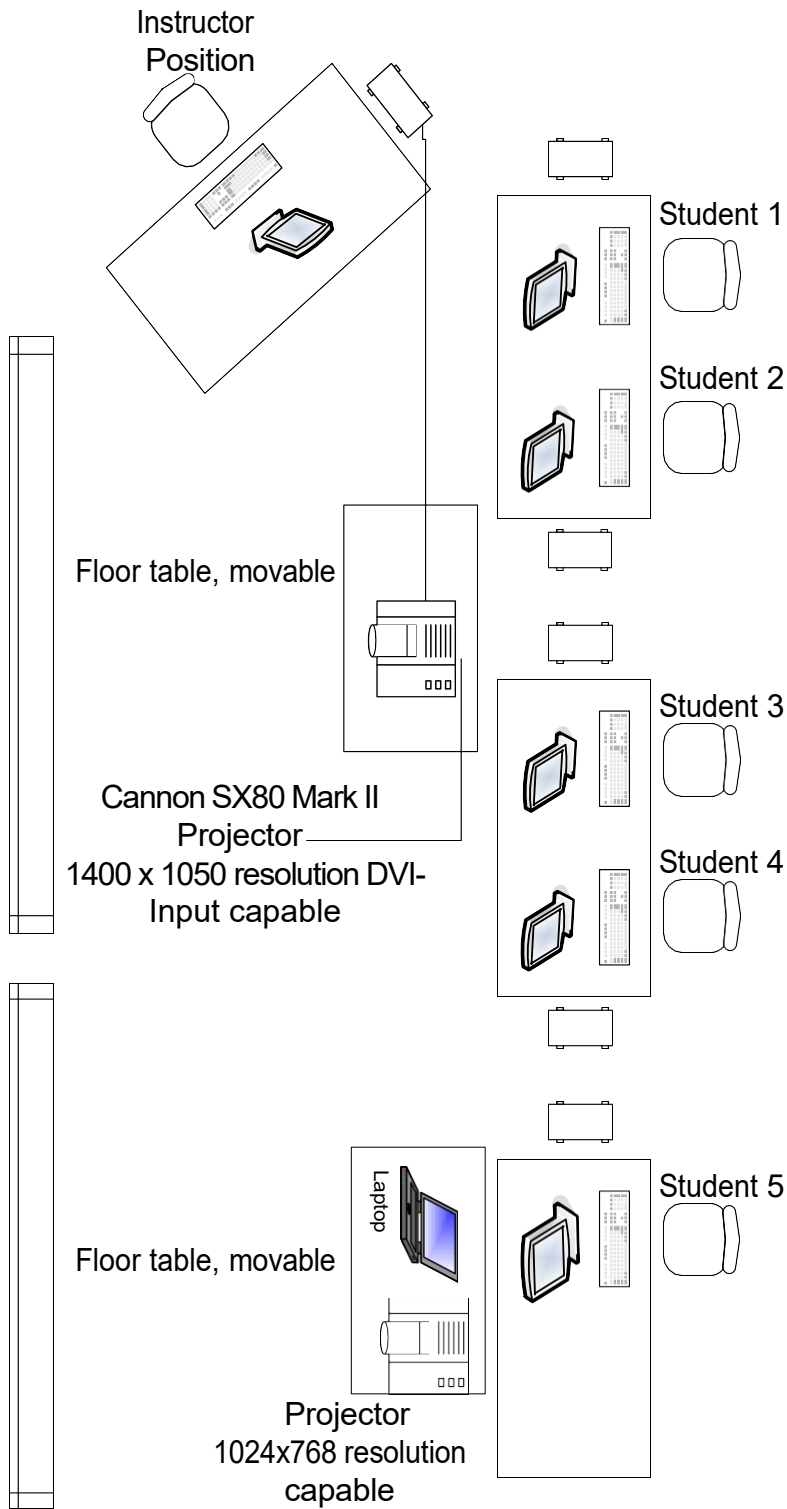 Instructor
Position
Student 1
Student 2
Floor table, movable
Student 3
Cannon SX80 Mark II
Projector
1400 x 1050 resolution DVI-
Input capable
Student 4
Laptop
Student 5
Floor table, movable
Projector
1024x768 resolution
capable